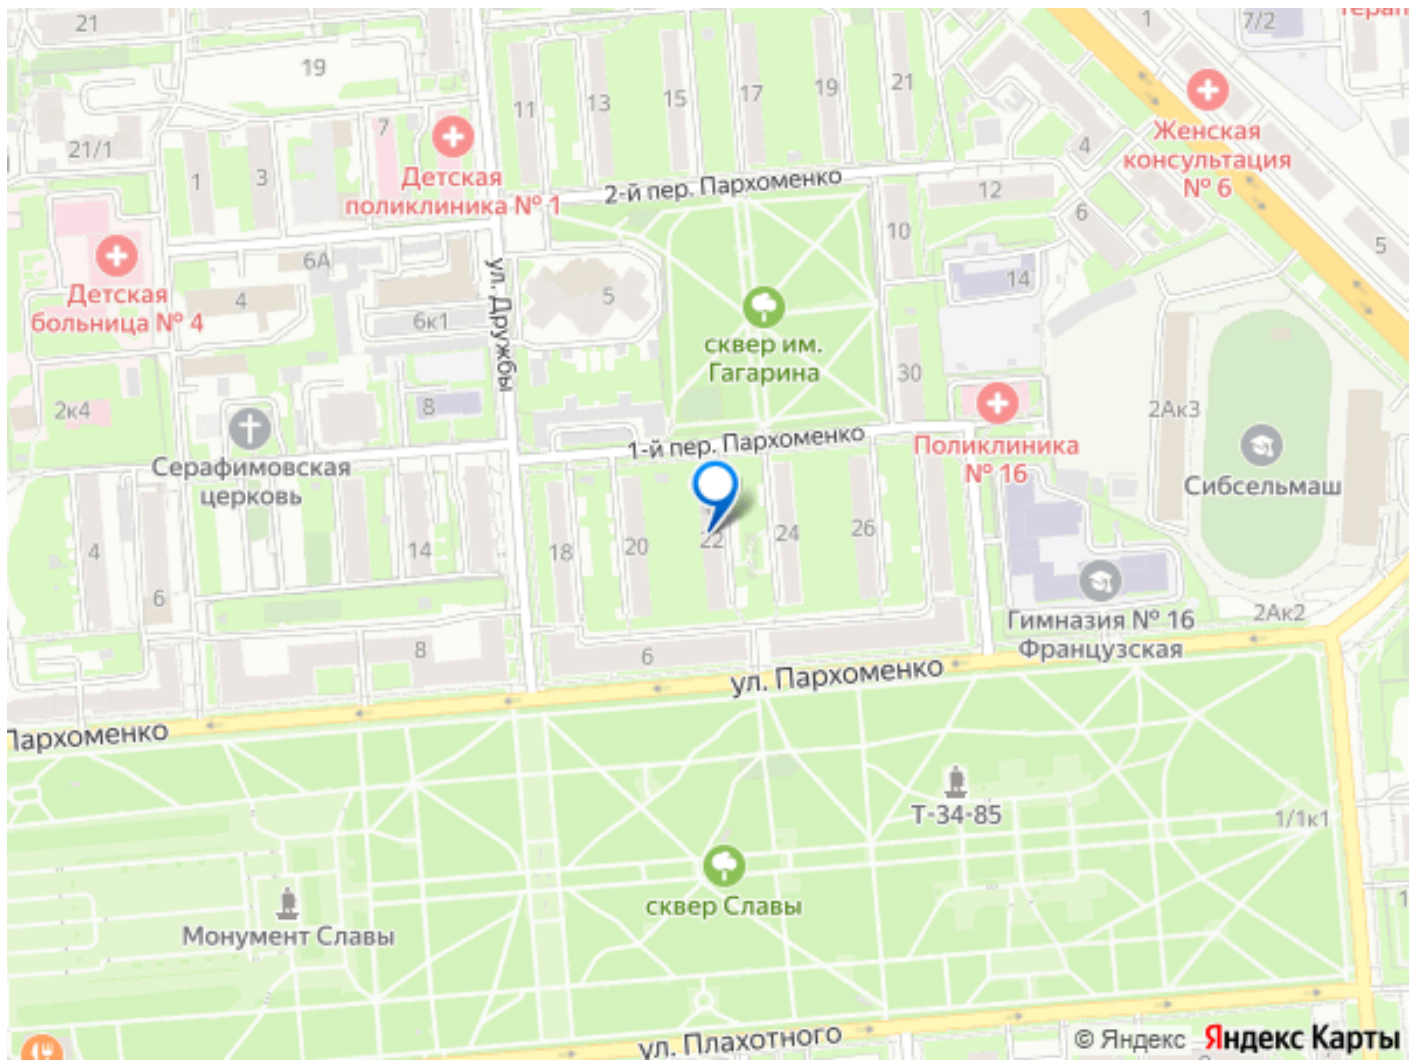 21
19
1
7/2
21/1
1
3
7
11
13
15
17
19
21
4
Женская
консультация
№ 6
Детская
поликлиника № 1
2-й пер. Пархоменко
12
6
10
5
Детская
больница № 4
6А
4
6к1
ул. Дружбы
5
14
сквер им.
Гагарина
30
2к4
8
Серафимовская
церковь
1-й пер. Пархоменко
Поликлиника
№ 16
2Ак3
Сибсельмаш
4
6
14
18
20
22
24
26
Гимназия № 16
Французская
2Ак2
8
6
ул. Пархоменко
Пархоменко
Т-34-85
1/1к1
сквер Славы
Монумент Славы
1
ул. Плахотного
9
© Яндекс Яндекс Карты